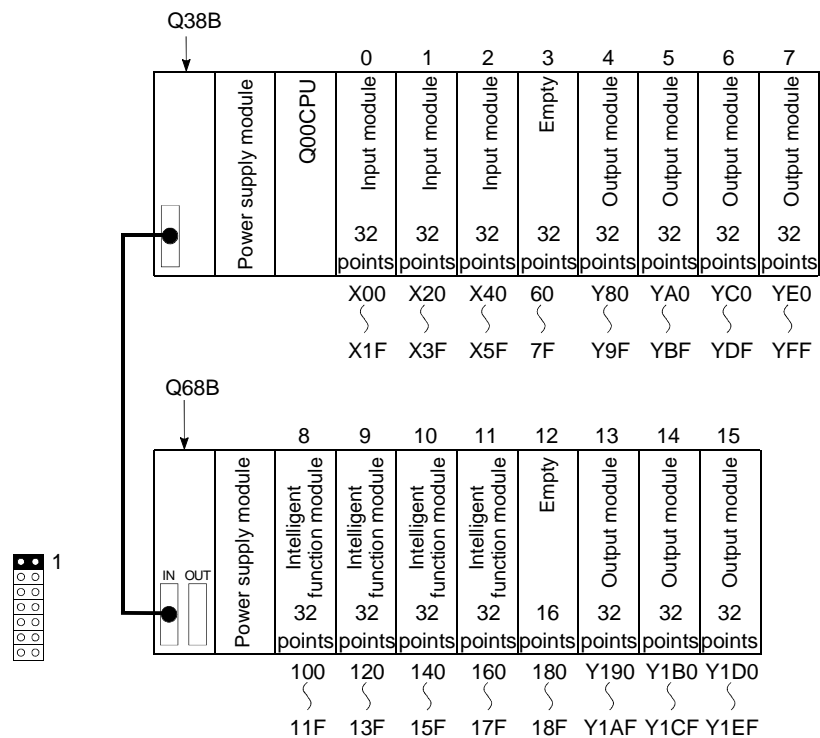 Q38B
0 1 2 3 4 5 6 7
Power supply module
Q00CPU
Input module
Input module
Input module
Empty
Output module
Output module
Output module
Output module
32 32 32 32 32 32 32 32
points points points points points points points points
X00 X20 X40 60 Y80 YA0 YC0 YE0
X1F X3F X5F 7F Y9F YBF YDF YFF
Q68B
8 9 10 11 12 13 14 15
1
IN OUT
Power supply module
Intelligent
function module
Intelligent
function module
Intelligent
function module
Intelligent
function module
Empty
Output module
Output module
Output module
32 32 32 32 16 32 32 32
points points points points points points points points
100 120 140 160 180 Y190 Y1B0 Y1D0
11F 13F 15F 17F 18F Y1AF Y1CF Y1EF